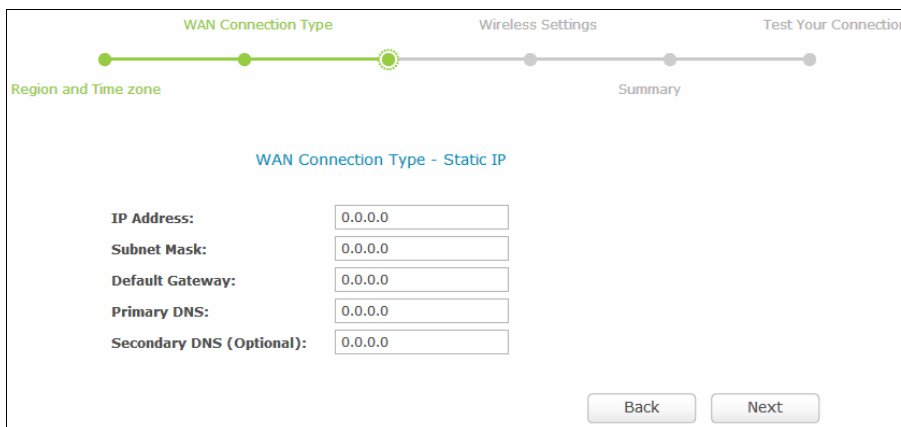 WAN Connection Type Wireless Settings Test Your Connection
Region and Time zone Summary
WAN Connection Type - Static IP
IP Address: 0.0.0.0
Subnet Mask: 0.0.0.0
Default Gateway: 0.0.0.0
Primary DNS: 0.0.0.0
Secondary DNS (Optional): 0.0.0.0
Back Next